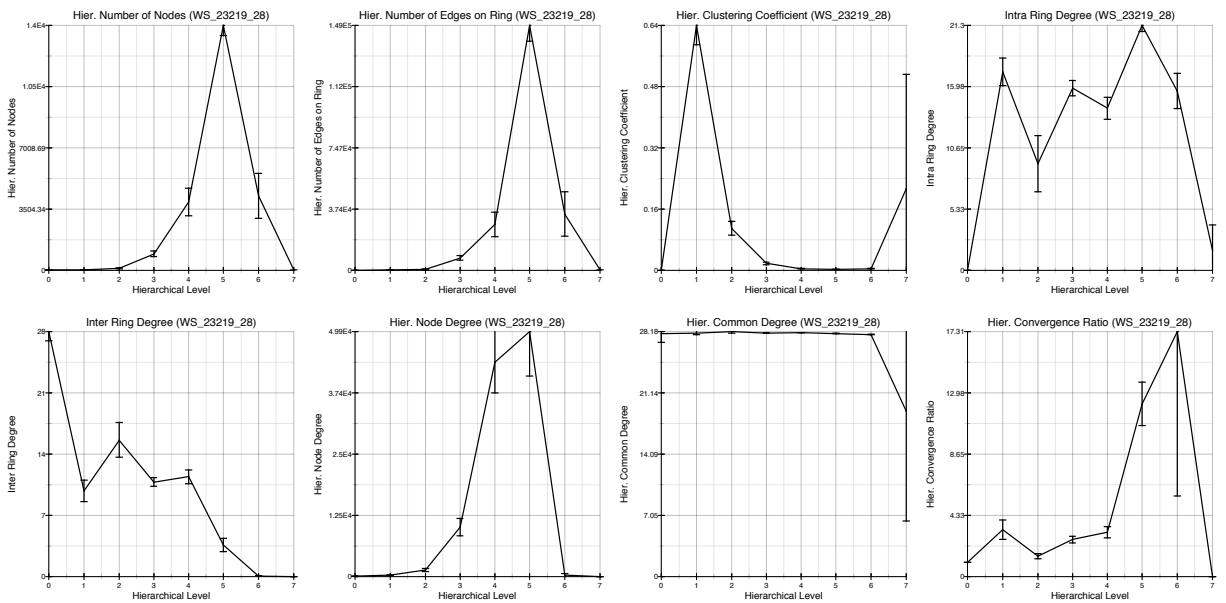 Hier. Number of Nodes (WS_23219_28)
Hier. Number of Nodes
1.4E4
1.05E4
7008.69
3504.34
0
0 1 2 3 4 5 6 7
Hierarchical Level
Hier. Number of Edges on Ring (WS_23219_28)
Hier. Number of Edges on Ring
1.49E5
1.12E5
7.47E4
3.74E4
0
0 1 2 3 4 5 6 7
Hierarchical Level
Hier. Clustering Coefficient (WS_23219_28)
Hier. Clustering Coefficient
0.64
0.48
0.32
0.16
0
0 1 2 3 4 5 6 7
Hierarchical Level
Intra Ring Degree (WS_23219_28)
Intra Ring Degree
21.3
15.98
10.65
5.33
0
0 1 2 3 4 5 6 7
Hierarchical Level
Inter Ring Degree (WS_23219_28)
Inter Ring Degree
28
21
14
7
0
0 1 2 3 4 5 6 7
Hierarchical Level
Hier. Node Degree (WS_23219_28)
Hier. Node Degree
4.99E4
3.74E4
2.5E4
1.25E4
0
0 1 2 3 4 5 6 7
Hierarchical Level
Hier. Common Degree (WS_23219_28)
Hier. Common Degree
28.18
21.14
14.09
7.05
0
0 1 2 3 4 5 6 7
Hierarchical Level
Hier. Convergence Ratio (WS_23219_28)
Hier. Convergence Ratio
17.31
12.98
8.65
4.33
0
0 1 2 3 4 5 6 7
Hierarchical Level